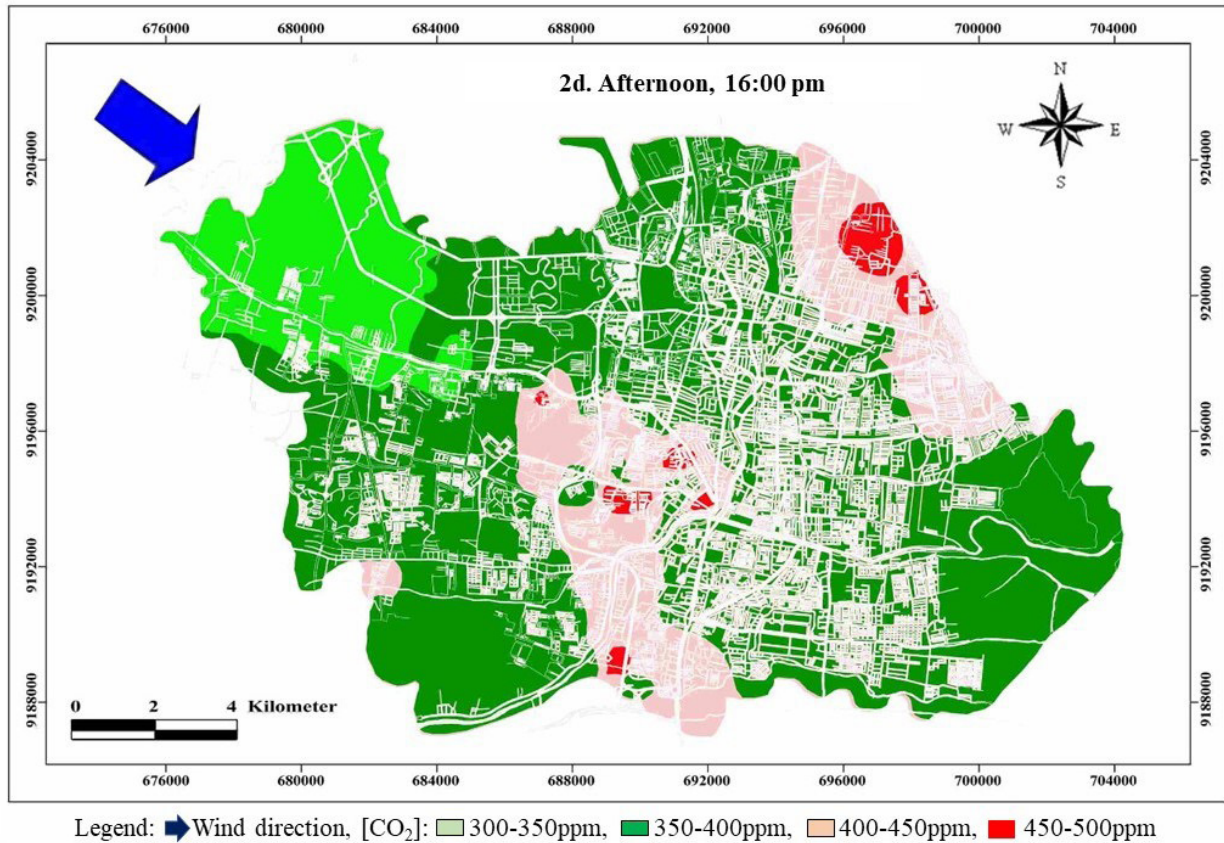 676000 680000 684000 688000 692000 696000 700000 704000
2d. Afternoon, 16:00 pm
N
W E
S
9204000 9204000
9200000 9200000
9196000 9196000
9192000 9192000
9188000 9188000
0 2 4 Kilometer
676000 680000 684000 688000 692000 696000 700000 704000
Legend: Wind direction, [CO₂]: 300-350ppm, 350-400ppm, 400-450ppm, 450-500ppm